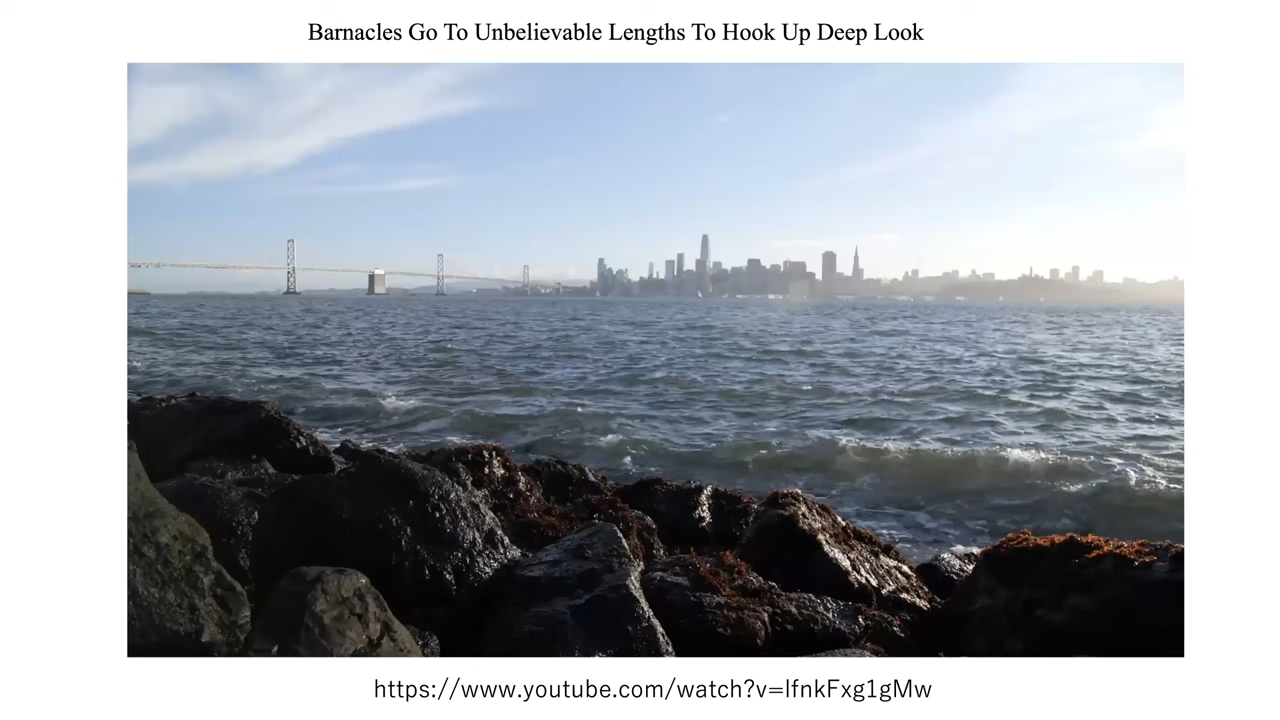 Barnacles Go To Unbelievable Lengths To Hook Up Deep Look
https://www.youtube.com/watch?v=lfnkFxg1gMw